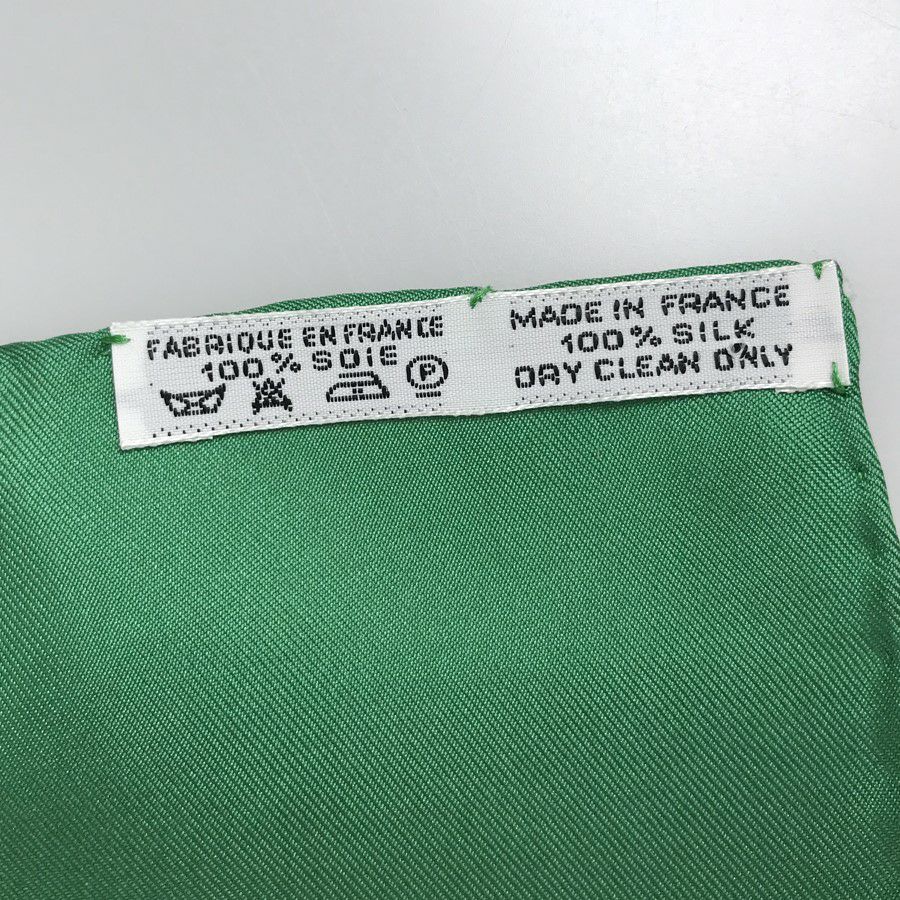 FABRIQUE EN FRANCE
100% SOIE
P
MADE IN FRANCE
100% SILK
DRY CLEAN ONLY